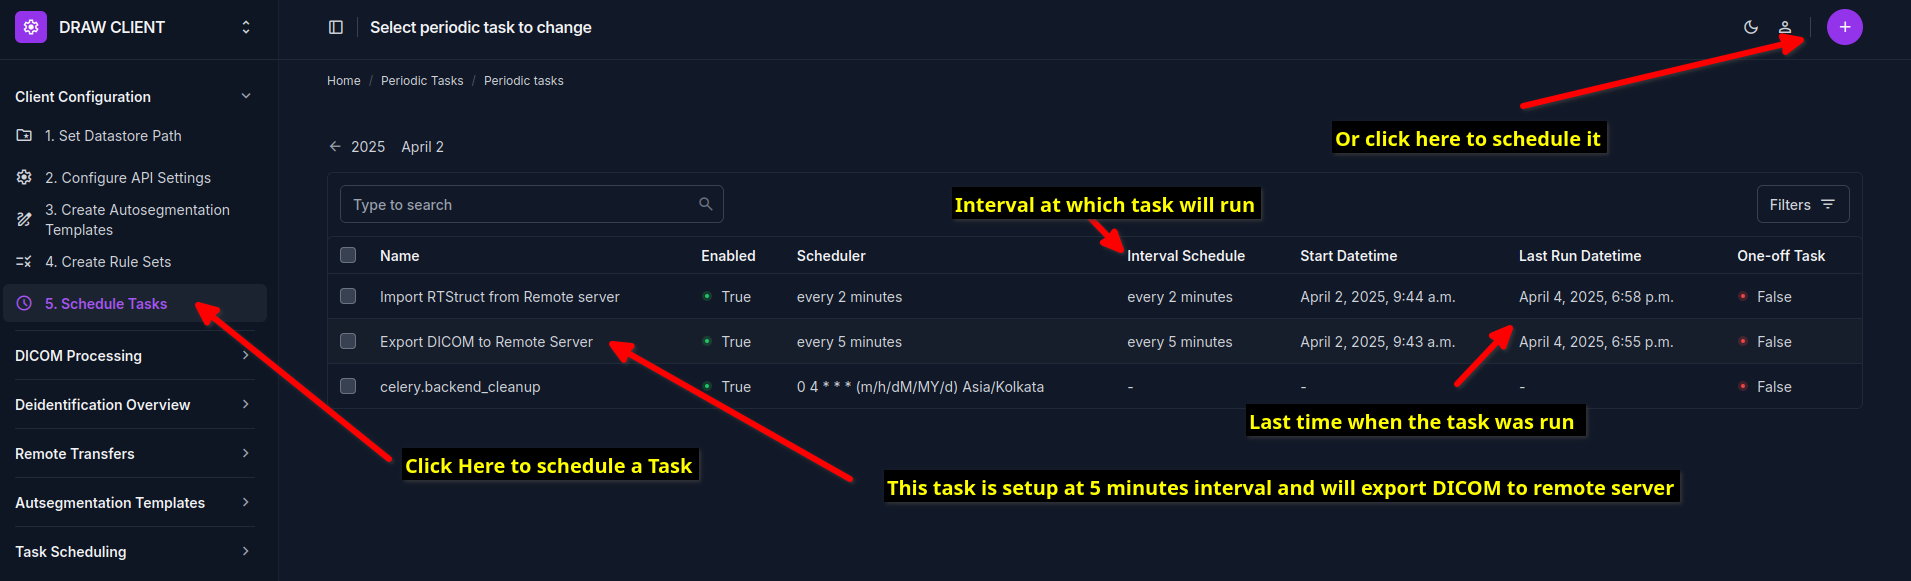 DRAW CLIENT
Select periodic task to change
Home / Periodic Tasks / Periodic tasks
Client Configuration
1. Set Datastore Path
2. Configure API Settings
3. Create Autosegmentation
Templates
4. Create Rule Sets
5. Schedule Tasks
DICOM Processing
Deidentification Overview
Remote Transfers
Autsegmentation Templates
Task Scheduling
Or click here to schedule it
2025 April 2
Type to search
Interval at which task will run
Filters
Name Enabled Scheduler Interval Schedule Start Datetime Last Run Datetime One-off Task
Import RTStruct from Remote server True every 2 minutes every 2 minutes April 2, 2025, 9:44 a.m. April 4, 2025, 6:58 p.m. False
Export DICOM to Remote Server True every 5 minutes every 5 minutes April 2, 2025, 9:43 a.m. April 4, 2025, 6:55 p.m. False
celery.backend_cleanup True 0 4 * * * (m/h/dM/MY/d) Asia/Kolkata - - - False
Last time when the task was run
Click Here to schedule a Task
This task is setup at 5 minutes interval and will export DICOM to remote server